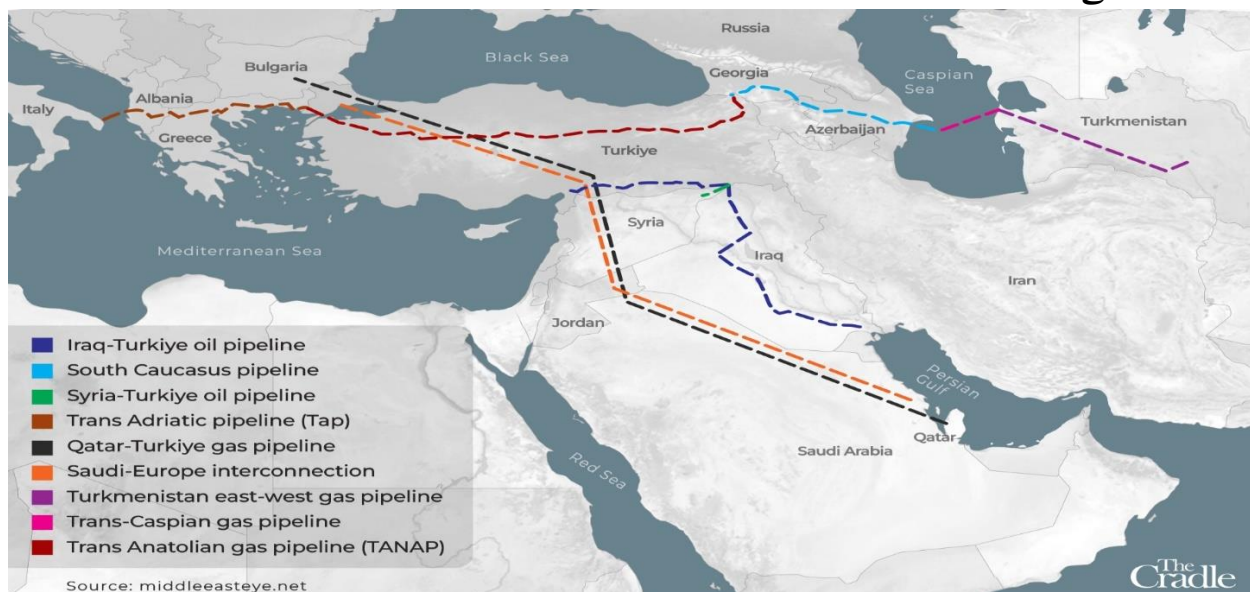 Russia
Black Sea
Bulgaria
Georgia
Caspian
Sea
Italy
Albania
Azerbaijan
Turkmenistan
Greece
Turkiye
Syria
Mediterranean Sea
Iraq
Iran
Jordan
Persian
Gulf
Qatar
Saudi Arabia
Red Sea
Iraq-Turkiye oil pipeline
South Caucasus pipeline
Syria-Turkiye oil pipeline
Trans Adriatic pipeline (Tap)
Qatar-Turkiye gas pipeline
Saudi-Europe interconnection
Turkmenistan east-west gas pipeline
Trans-Caspian gas pipeline
Trans Anatolian gas pipeline (TANAP)
Source: middleeasteye.net
The
Cradle